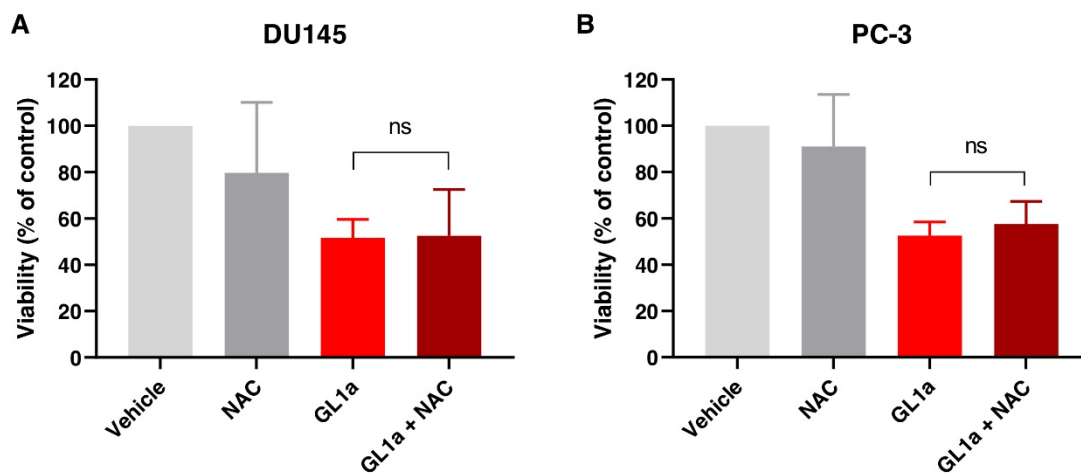 A
DU145
Viability (% of control)
120
100
80
60
40
20
0
ns
Vehicle
NAC
GL1a
GL1a + NAC
B
PC-3
Viability (% of control)
120
100
80
60
40
20
0
ns
Vehicle
NAC
GL1a
GL1a + NAC